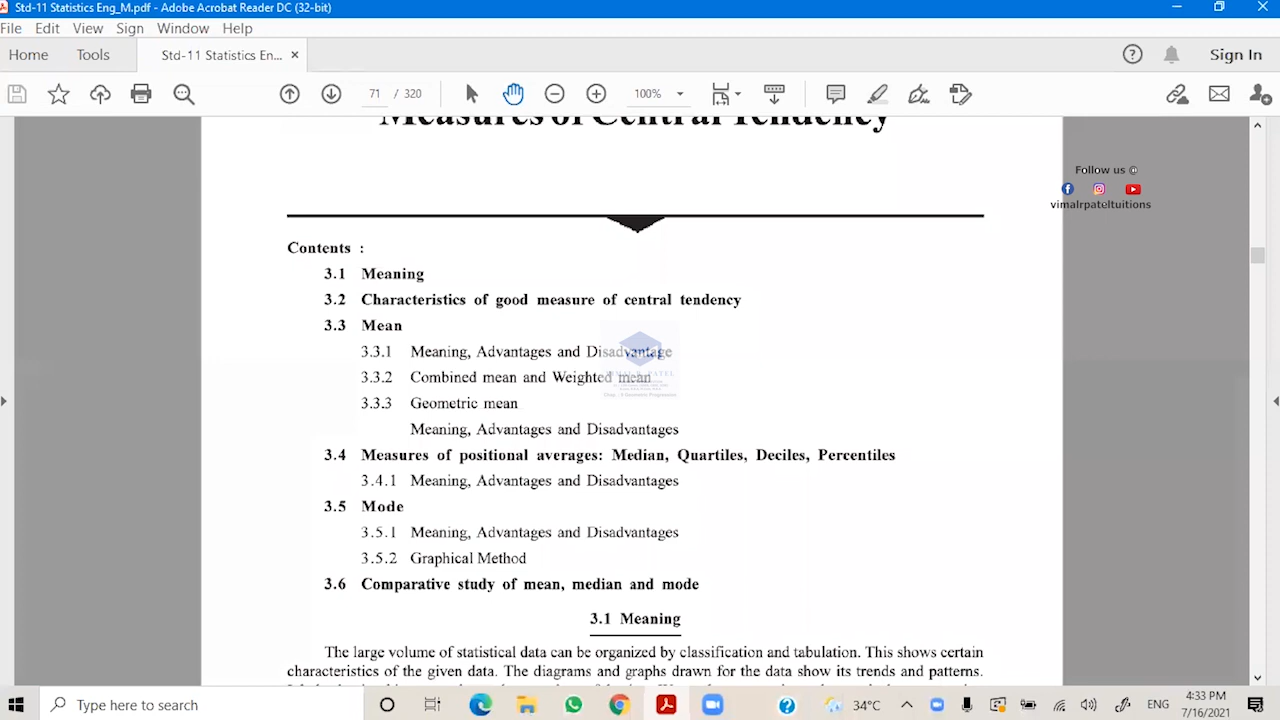 Std-11 Statistics Eng_M.pdf - Adobe Acrobat Reader DC (32-bit)
File Edit View Sign Window Help
Home Tools Std-11 Statistics En... × Sign In
71 / 320 100%
Measures of Central Tendency
Follow us @
vimalrpateltuitions
Contents :
3.1 Meaning
3.2 Characteristics of good measure of central tendency
3.3 Mean
3.3.1 Meaning, Advantages and Disadvantage
3.3.2 Combined mean and Weighted mean
3.3.3 Geometric mean
Meaning, Advantages and Disadvantages
3.4 Measures of positional averages: Median, Quartiles, Deciles, Percentiles
3.4.1 Meaning, Advantages and Disadvantages
3.5 Mode
3.5.1 Meaning, Advantages and Disadvantages
3.5.2 Graphical Method
3.6 Comparative study of mean, median and mode
3.1 Meaning
The large volume of statistical data can be organized by classification and tabulation. This shows certain
characteristics of the given data. The diagrams and graphs drawn for the data show its trends and patterns.
Type here to search
34°C ENG
4:33 PM
7/16/2021